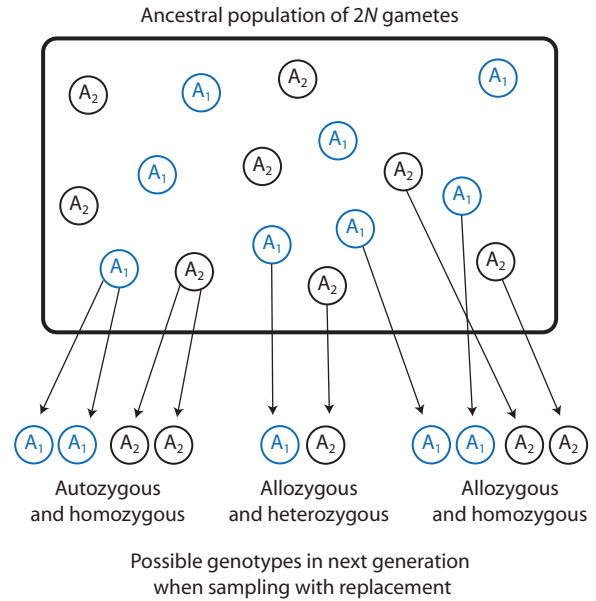 Ancestral population of 2N gametes
A₂ A₁ A₂ A₁
A₁ A₂ A₁ A₂
A₂ A₁
A₁ A₂ A₁ A₁ A₂
A₂
A₁ A₁ A₂ A₂ A₁ A₂ A₁ A₁ A₂ A₂
Autozygous
and homozygous
Allozygous
and heterozygous
Allozygous
and homozygous
Possible genotypes in next generation
when sampling with replacement